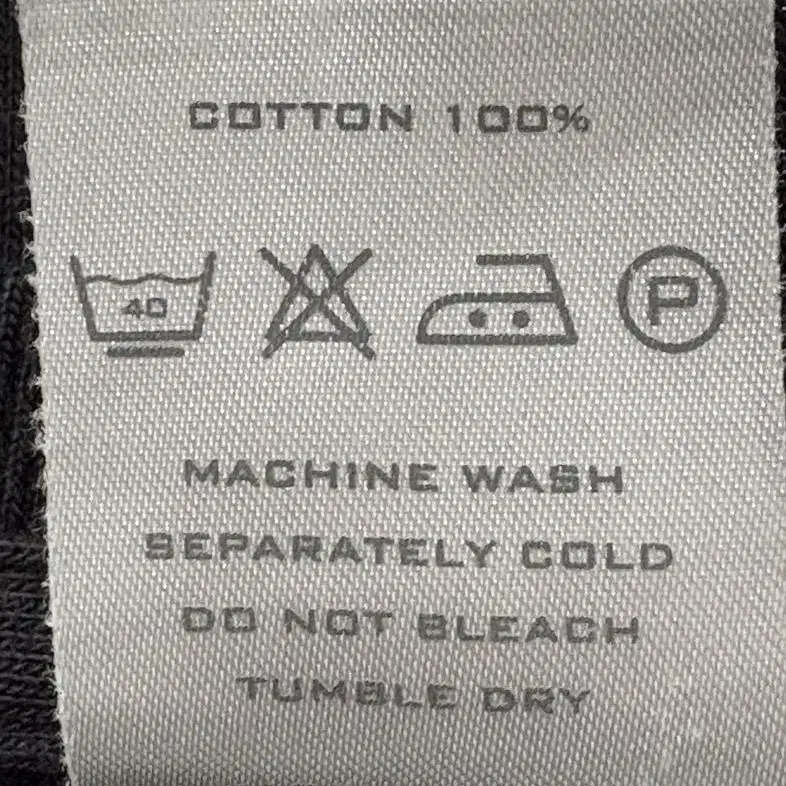 COTTON 100%
40 P
MACHINE WASH
SEPARATELY COLD
DO NOT BLEACH
TUMBLE DRY